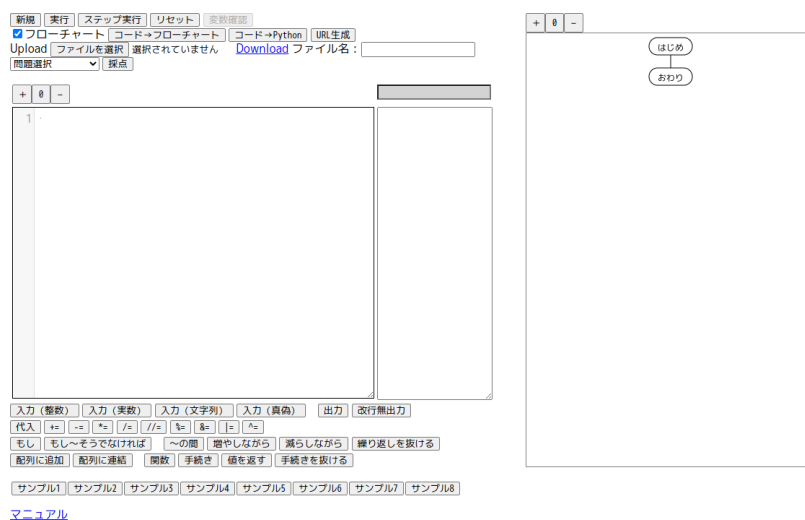 新規 実行 ステップ実行 リセット 変数確認
フローチャート コード→フローチャート コード→Python URL生成
Upload ファイルを選択 選択されていません Download ファイル名：
問題選択 採点
+ 0 -
1
入力（整数） 入力（実数） 入力（文字列） 入力（真偽） 出力 改行無出力
代入 += -= *= /= //= %= &= |= ^=
もし もし～そうでなければ ～の間 増やしながら 減らしながら 繰り返しを抜ける
配列に追加 配列に連結 関数 手続き 値を返す 手続きを抜ける
サンプル1 サンプル2 サンプル3 サンプル4 サンプル5 サンプル6 サンプル7 サンプル8
マニュアル
+ 0 -
はじめ
おわり